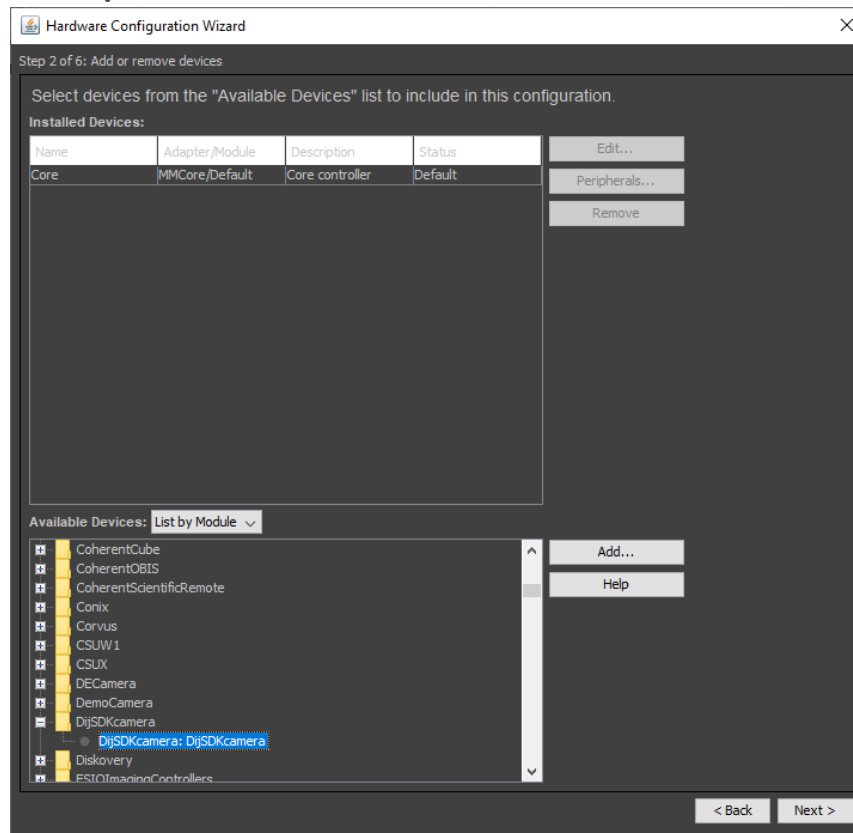 Hardware Configuration Wizard
Step 2 of 6: Add or remove devices
Select devices from the "Available Devices" list to include in this configuration.
Installed Devices:
Name Adapter/Module Description Status
Core MMCore/Default Core controller Default
Edit...
Peripherals...
Remove
Available Devices: List by Module
CoherentCube
CoherentOBIS
CoherentScientificRemote
Conix
Corvus
CSUW1
CSUX
DECamera
DemoCamera
DijSDKcamera
DijSDKcamera: DijSDKcamera
Diskovery
ESIOImagingControllers
Add...
Help
< Back Next >